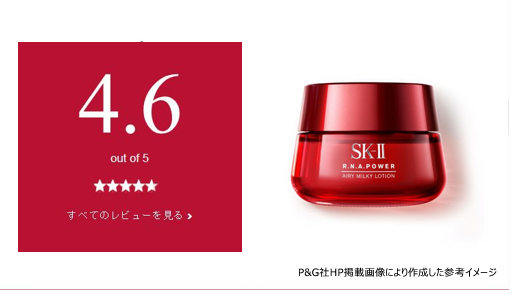 4.6
out of 5
すべてのレビューを見る
SK-II
R.N.A.POWER
AIRY MILKY LOTION
P&G社HP掲載画像により作成した参考イメージ